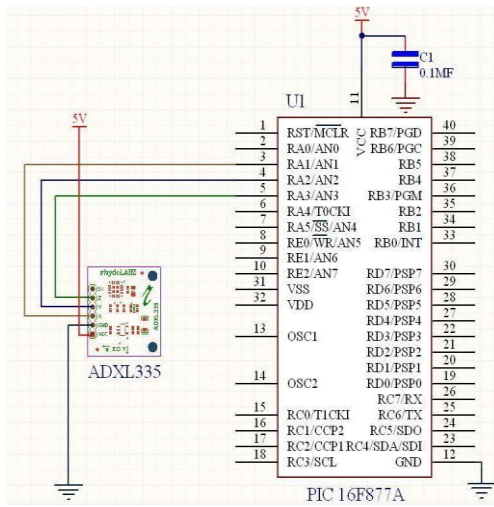 5V
C1
0.1MF
11
U1
VCC
1 RST/MCLR RB7/PGD 40
2 RA0/AN0 RB6/PGC 39
3 RA1/AN1 RB5 38
4 RA2/AN2 RB4 37
5 RA3/AN3 RB3/PGM 36
6 RA4/T0CKI RB2 35
7 RA5/SS/AN4 RB1 34
8 RE0/WR/AN5 RB0/INT 33
9 RE1/AN6
10 RE2/AN7 RD7/PSP7 30
31 VSS RD6/PSP6 29
32 VDD RD5/PSP5 28
RD4/PSP4 27
13 OSC1 RD3/PSP3 22
RD2/PSP2 21
RD1/PSP1 20
14 OSC2 RD0/PSP0 19
RC7/RX 26
15 RC0/T1CKI RC6/TX 25
16 RC1/CCP2 RC5/SDO 24
17 RC2/CCP1 RC4/SDA/SDI 23
18 RC3/SCL GND 12
PIC 16F877A
5V
rhydoLABZ
ADXL335
ST
Z
Y
X
GND
VCC
ADXL335